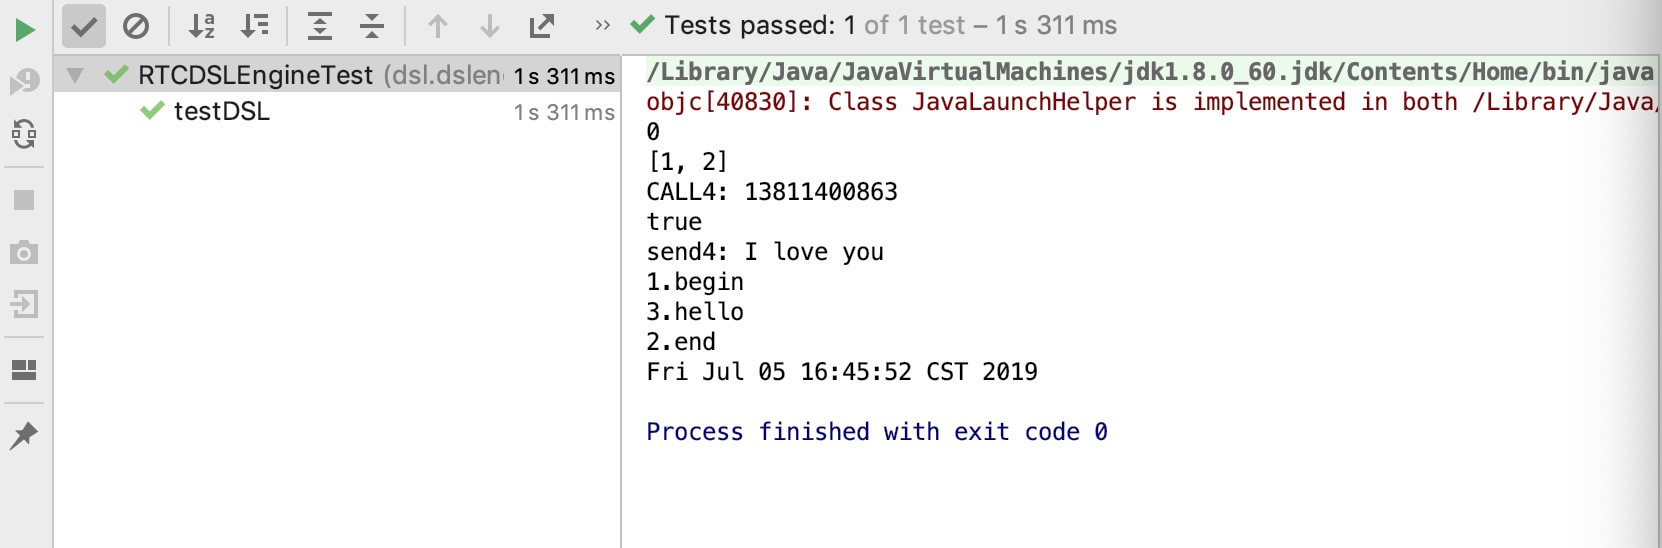 Tests passed: 1 of 1 test – 1 s 311 ms
RTCDSLEngineTest (dsl.dslen 1 s 311 ms
testDSL 1 s 311 ms
/Library/Java/JavaVirtualMachines/jdk1.8.0_60.jdk/Contents/Home/bin/java
objc[40830]: Class JavaLaunchHelper is implemented in both /Library/Java/
0
[1, 2]
CALL4: 13811400863
true
send4: I love you
1.begin
3.hello
2.end
Fri Jul 05 16:45:52 CST 2019
Process finished with exit code 0